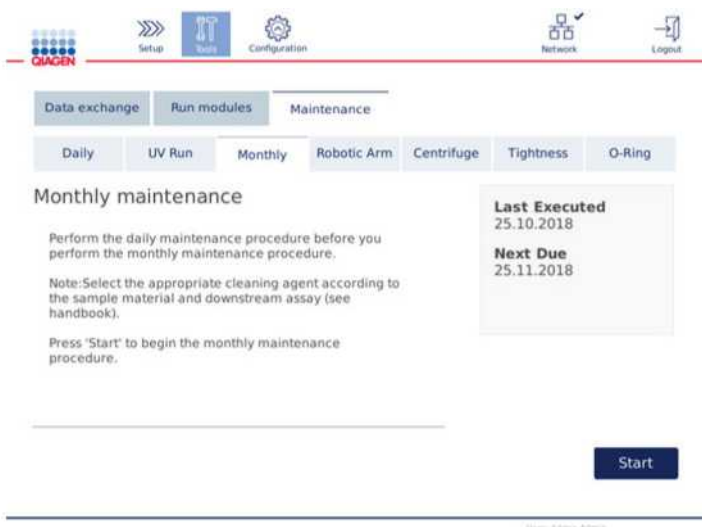 QIAGEN
Setup
Tools
Configuration
Network
Logout
Data exchange
Run modules
Maintenance
Daily
UV Run
Monthly
Robotic Arm
Centrifuge
Tightness
O-Ring
Monthly maintenance
Perform the daily maintenance procedure before you
perform the monthly maintenance procedure.
Note:Select the appropriate cleaning agent according to
the sample material and downstream assay (see
handbook).
Press 'Start' to begin the monthly maintenance
procedure.
Last Executed
25.10.2018
Next Due
25.11.2018
Start